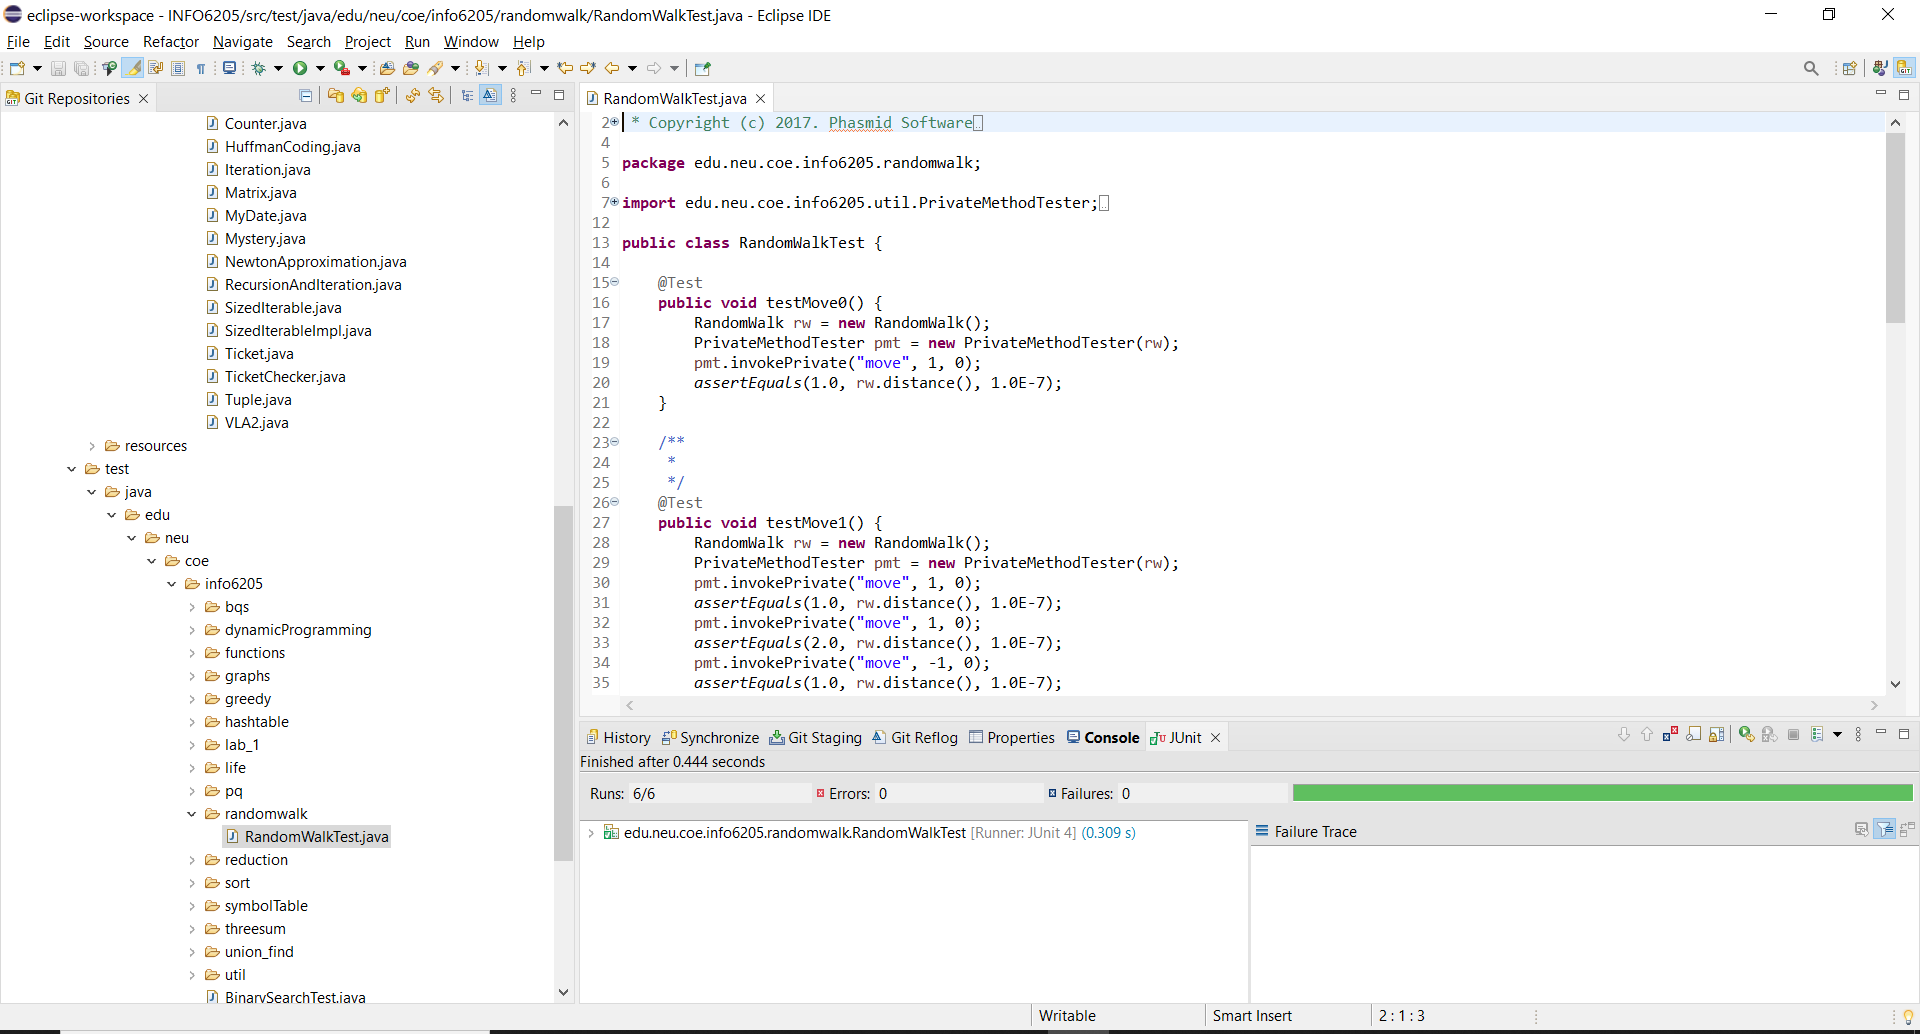 eclipse-workspace - INFO6205/src/test/java/edu/neu/coe/info6205/randomwalk/RandomWalkTest.java - Eclipse IDE
File Edit Source Refactor Navigate Search Project Run Window Help
Git Repositories
Counter.java
HuffmanCoding.java
Iteration.java
Matrix.java
MyDate.java
Mystery.java
NewtonApproximation.java
RecursionAndIteration.java
SizedIterable.java
SizedIterableImpl.java
Ticket.java
TicketChecker.java
Tuple.java
VLA2.java
resources
test
java
edu
neu
coe
info6205
bqs
dynamicProgramming
functions
graphs
greedy
hashtable
lab_1
life
pq
randomwalk
RandomWalkTest.java
reduction
sort
symbolTable
threesum
union_find
util
BinarySearchTest.java
RandomWalkTest.java
2 * Copyright (c) 2017. Phasmid Software
4
5 package edu.neu.coe.info6205.randomwalk;
6
7 import edu.neu.coe.info6205.util.PrivateMethodTester;
12
13 public class RandomWalkTest {
14
15 @Test
16 public void testMove0() {
17 RandomWalk rw = new RandomWalk();
18 PrivateMethodTester pmt = new PrivateMethodTester(rw);
19 pmt.invokePrivate("move", 1, 0);
20 assertEquals(1.0, rw.distance(), 1.0E-7);
21 }
22
23 /**
24 *
25 */
26 @Test
27 public void testMove1() {
28 RandomWalk rw = new RandomWalk();
29 PrivateMethodTester pmt = new PrivateMethodTester(rw);
30 pmt.invokePrivate("move", 1, 0);
31 assertEquals(1.0, rw.distance(), 1.0E-7);
32 pmt.invokePrivate("move", 1, 0);
33 assertEquals(2.0, rw.distance(), 1.0E-7);
34 pmt.invokePrivate("move", -1, 0);
35 assertEquals(1.0, rw.distance(), 1.0E-7);
History Synchronize Git Staging Git Reflog Properties Console JUnit
Finished after 0.444 seconds
Runs: 6/6 Errors: 0 Failures: 0
edu.neu.coe.info6205.randomwalk.RandomWalkTest [Runner: JUnit 4] (0.309 s)
Failure Trace
Writable Smart Insert 2 : 1 : 3